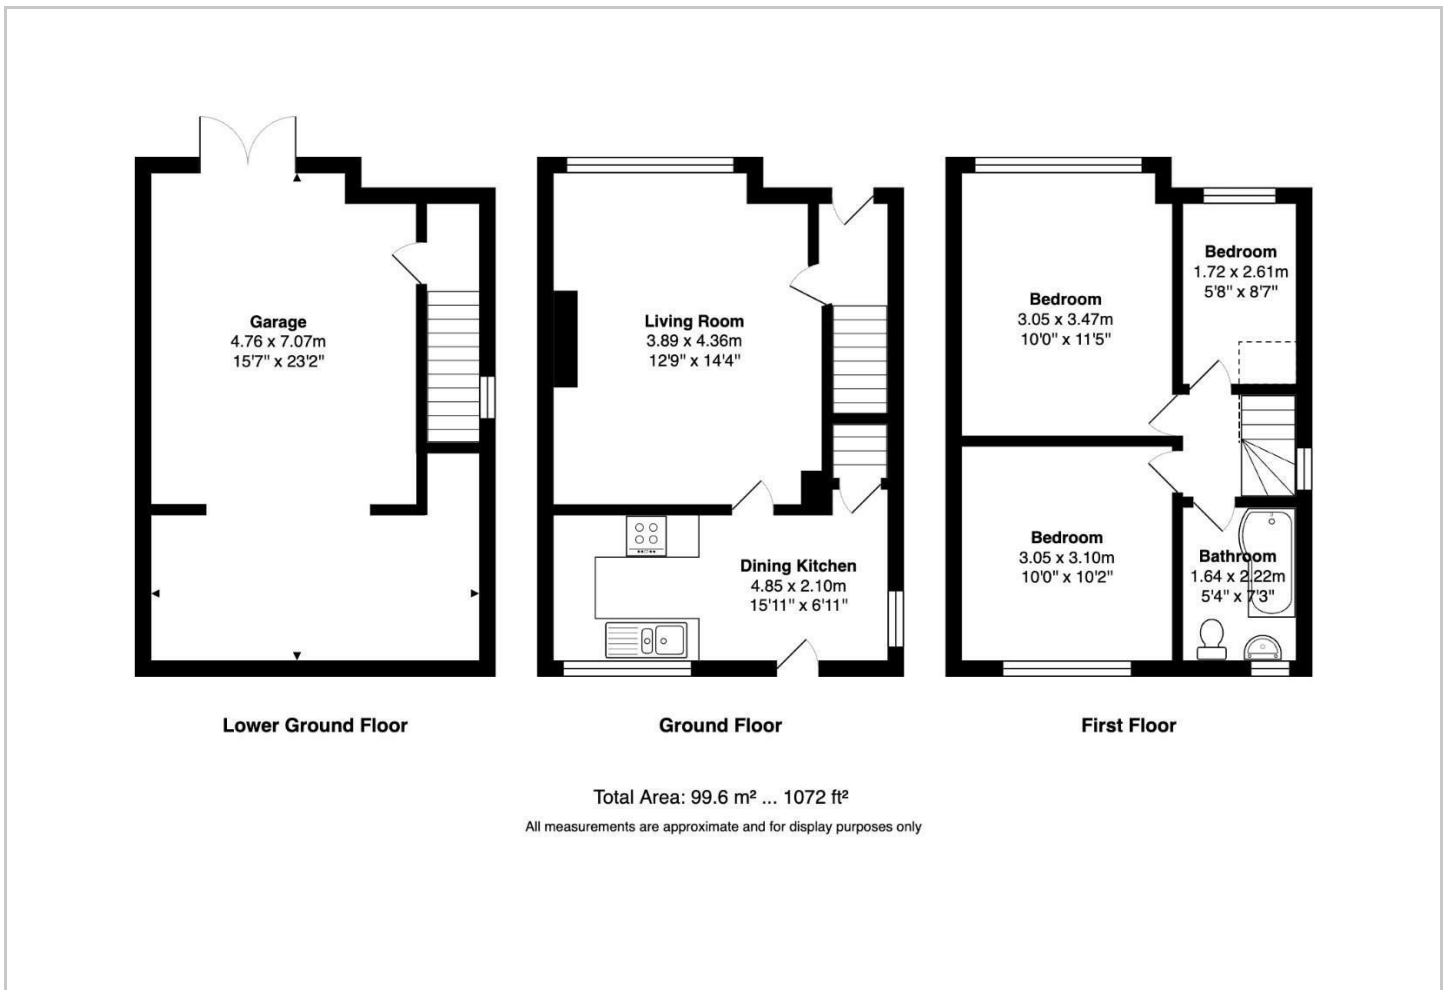 Garage
4.76 x 7.07m
15'7" x 23'2"
Lower Ground Floor
Living Room
3.89 x 4.36m
12'9" x 14'4"
Dining Kitchen
4.85 x 2.10m
15'11" x 6'11"
Ground Floor
Bedroom
1.72 x 2.61m
5'8" x 8'7"
Bedroom
3.05 x 3.47m
10'0" x 11'5"
Bedroom
3.05 x 3.10m
10'0" x 10'2"
Bathroom
1.64 x 2.22m
5'4" x 7'3"
First Floor
Total Area: 99.6 m² ... 1072 ft²
All measurements are approximate and for display purposes only